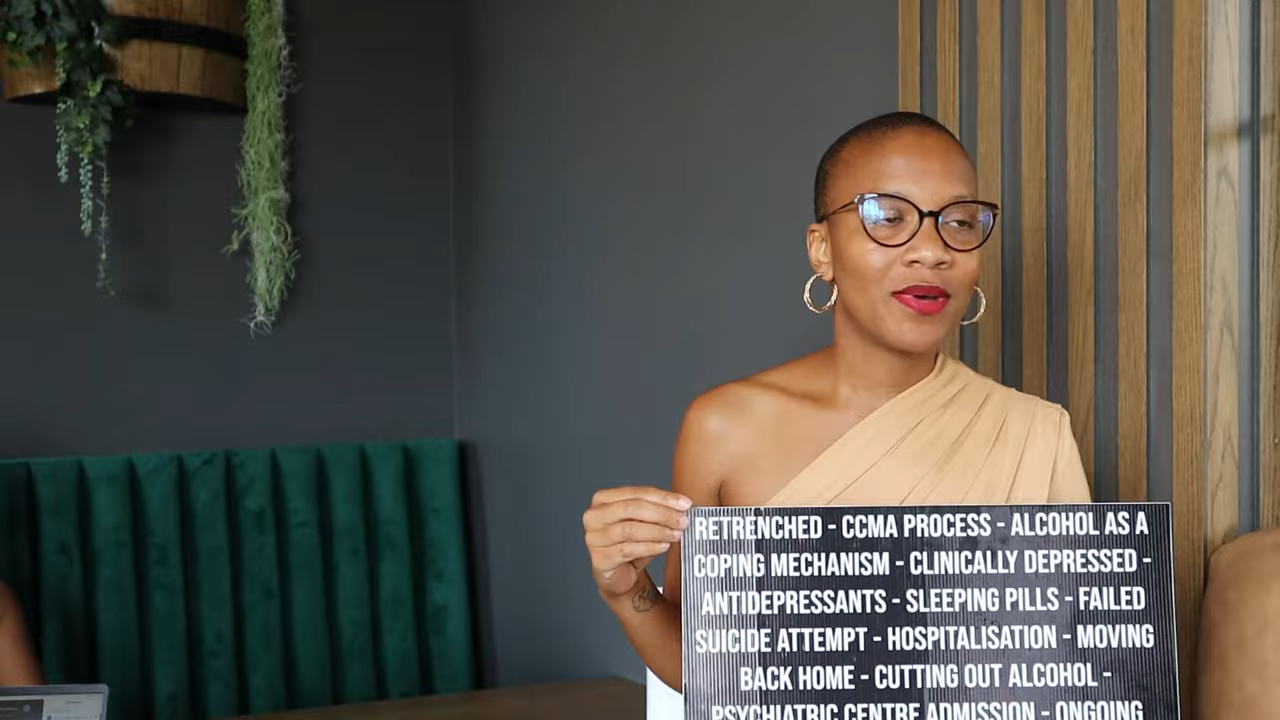 RETRENCHED - CCMA PROCESS - ALCOHOL AS A
COPING MECHANISM - CLINICALLY DEPRESSED -
ANTIDEPRESSANTS - SLEEPING PILLS - FAILED
SUICIDE ATTEMPT - HOSPITALISATION - MOVING
BACK HOME - CUTTING OUT ALCOHOL -
PSYCHIATRIC CENTRE ADMISSION - ONGOING